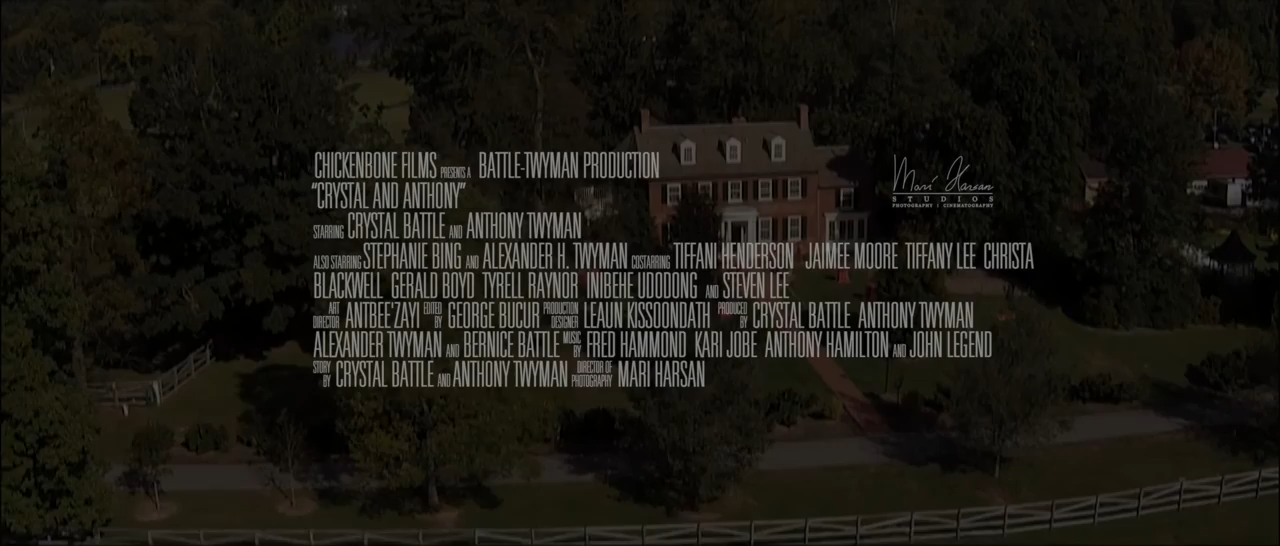 CHICKENBONE FILMS PRESENTS A BATTLE-TWYMAN PRODUCTION
"CRYSTAL AND ANTHONY"
STARRING CRYSTAL BATTLE AND ANTHONY TWYMAN
ALSO STARRING STEPHANIE BING AND ALEXANDER H. TWYMAN COSTARRING TIFFANI HENDERSON JAIMEE MOORE TIFFANY LEE CHRISTA
BLACKWELL GERALD BOYD TYRELL RAYNOR INIBEHE UDODONG AND STEVEN LEE
ART DIRECTOR ANTBEE'ZAYI EDITED BY GEORGE BUCUR PRODUCTION DESIGNER LEAUN KISSOONDATH PRODUCED BY CRYSTAL BATTLE ANTHONY TWYMAN
ALEXANDER TWYMAN AND BERNICE BATTLE MUSIC BY FRED HAMMOND KARI JOBE ANTHONY HAMILTON AND JOHN LEGEND
STORY BY CRYSTAL BATTLE AND ANTHONY TWYMAN DIRECTOR OF PHOTOGRAPHY MARI HARSAN
Mari Harsan
STUDIOS
PHOTOGRAPHY | CINEMATOGRAPHY